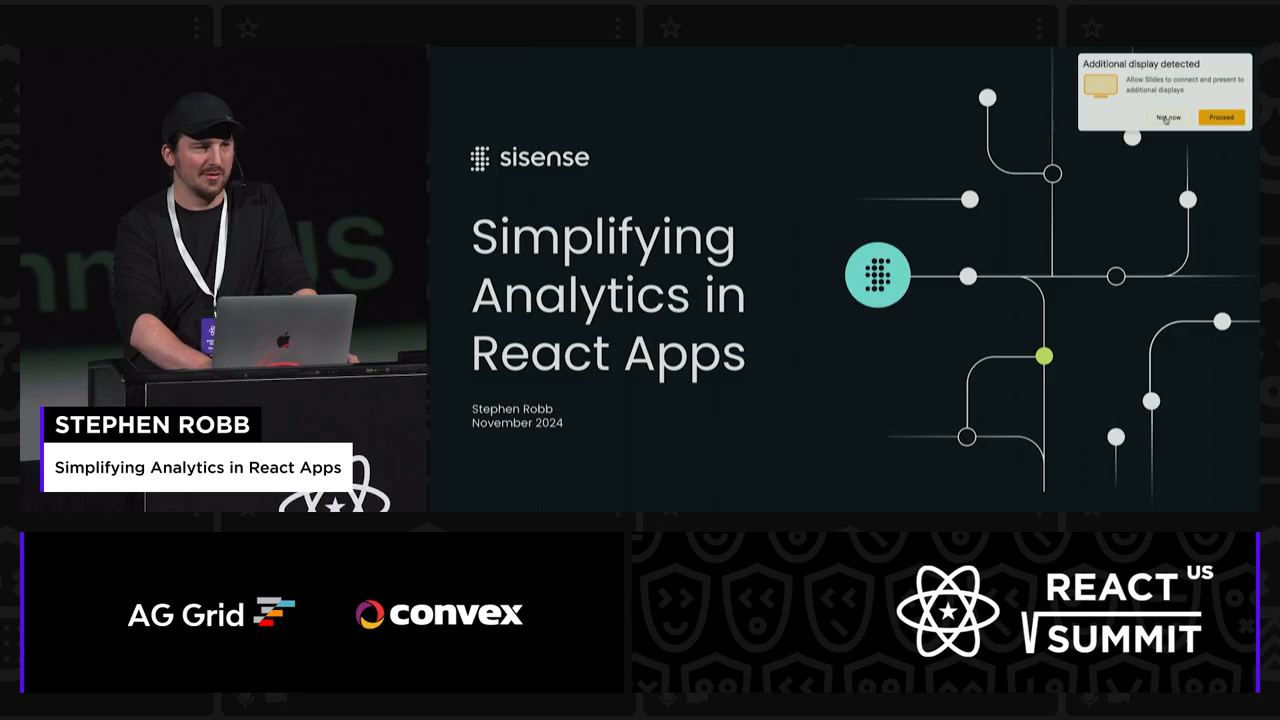 Additional display detected
Allow Slides to connect and present to
additional displays
Not now
Proceed
sisense
Simplifying
Analytics in
React Apps
Stephen Robb
November 2024
STEPHEN ROBB
Simplifying Analytics in React Apps
AG Grid
convex
REACT US
SUMMIT